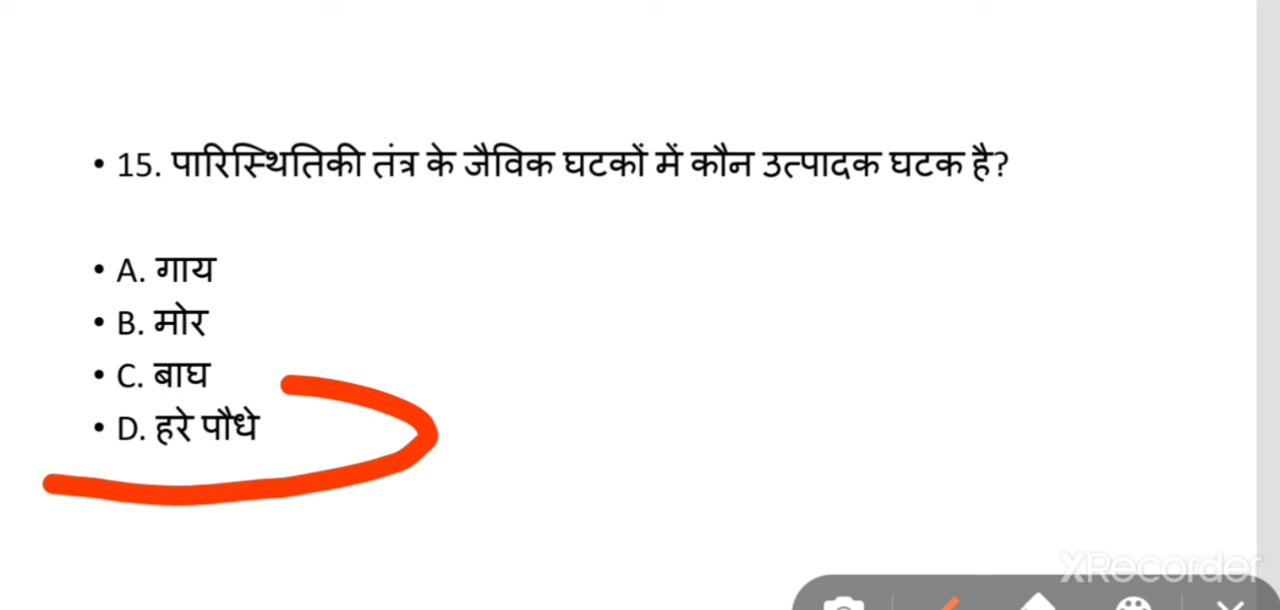 • 15. पारिस्थितिकी तंत्र के जैविक घटकों में कौन उत्पादक घटक है?
• A. गाय
• B. मोर
• C. बाघ
• D. हरे पौधे
XRecorder